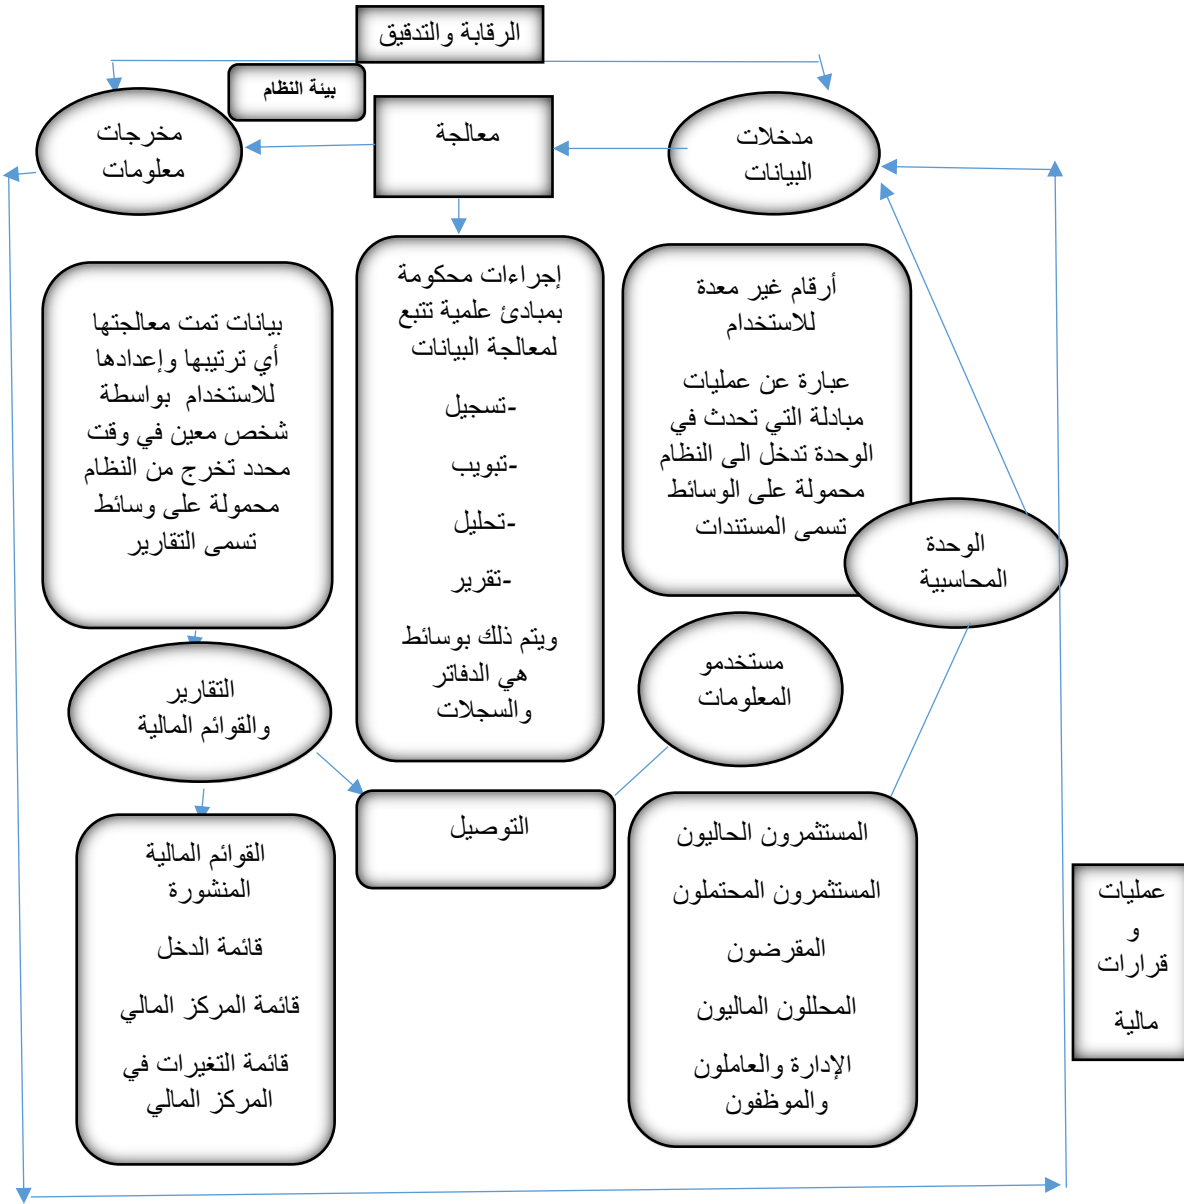 الرقابة والتدقيق
بيئة النظام
مدخلات
البيانات
معالجة
مخرجات
معلومات
أرقام غير معدة
للاستخدام
عبارة عن عمليات
مبادلة التي تحدث في
الوحدة تدخل الى النظام
محمولة على الوسائط
تسمى المستندات
إجراءات محكومة
بمبادئ علمية تتبع
لمعالجة البيانات
-تسجيل
-تبويب
-تحليل
-تقرير
ويتم ذلك بوسائط
هي الدفاتر
والسجلات
بيانات تمت معالجتها
أي ترتيبها وإعدادها
للاستخدام بواسطة
شخص معين في وقت
محدد تخرج من النظام
محمولة على وسائط
تسمى التقارير
الوحدة
المحاسبية
مستخدمو
المعلومات
التقارير
والقوائم المالية
التوصيل
المستثمرون الحاليون
المستثمرون المحتملون
المقرضون
المحللون الماليون
الإدارة والعاملون
والموظفون
القوائم المالية
المنشورة
قائمة الدخل
قائمة المركز المالي
قائمة التغيرات في
المركز المالي
عمليات
و
قرارات
مالية